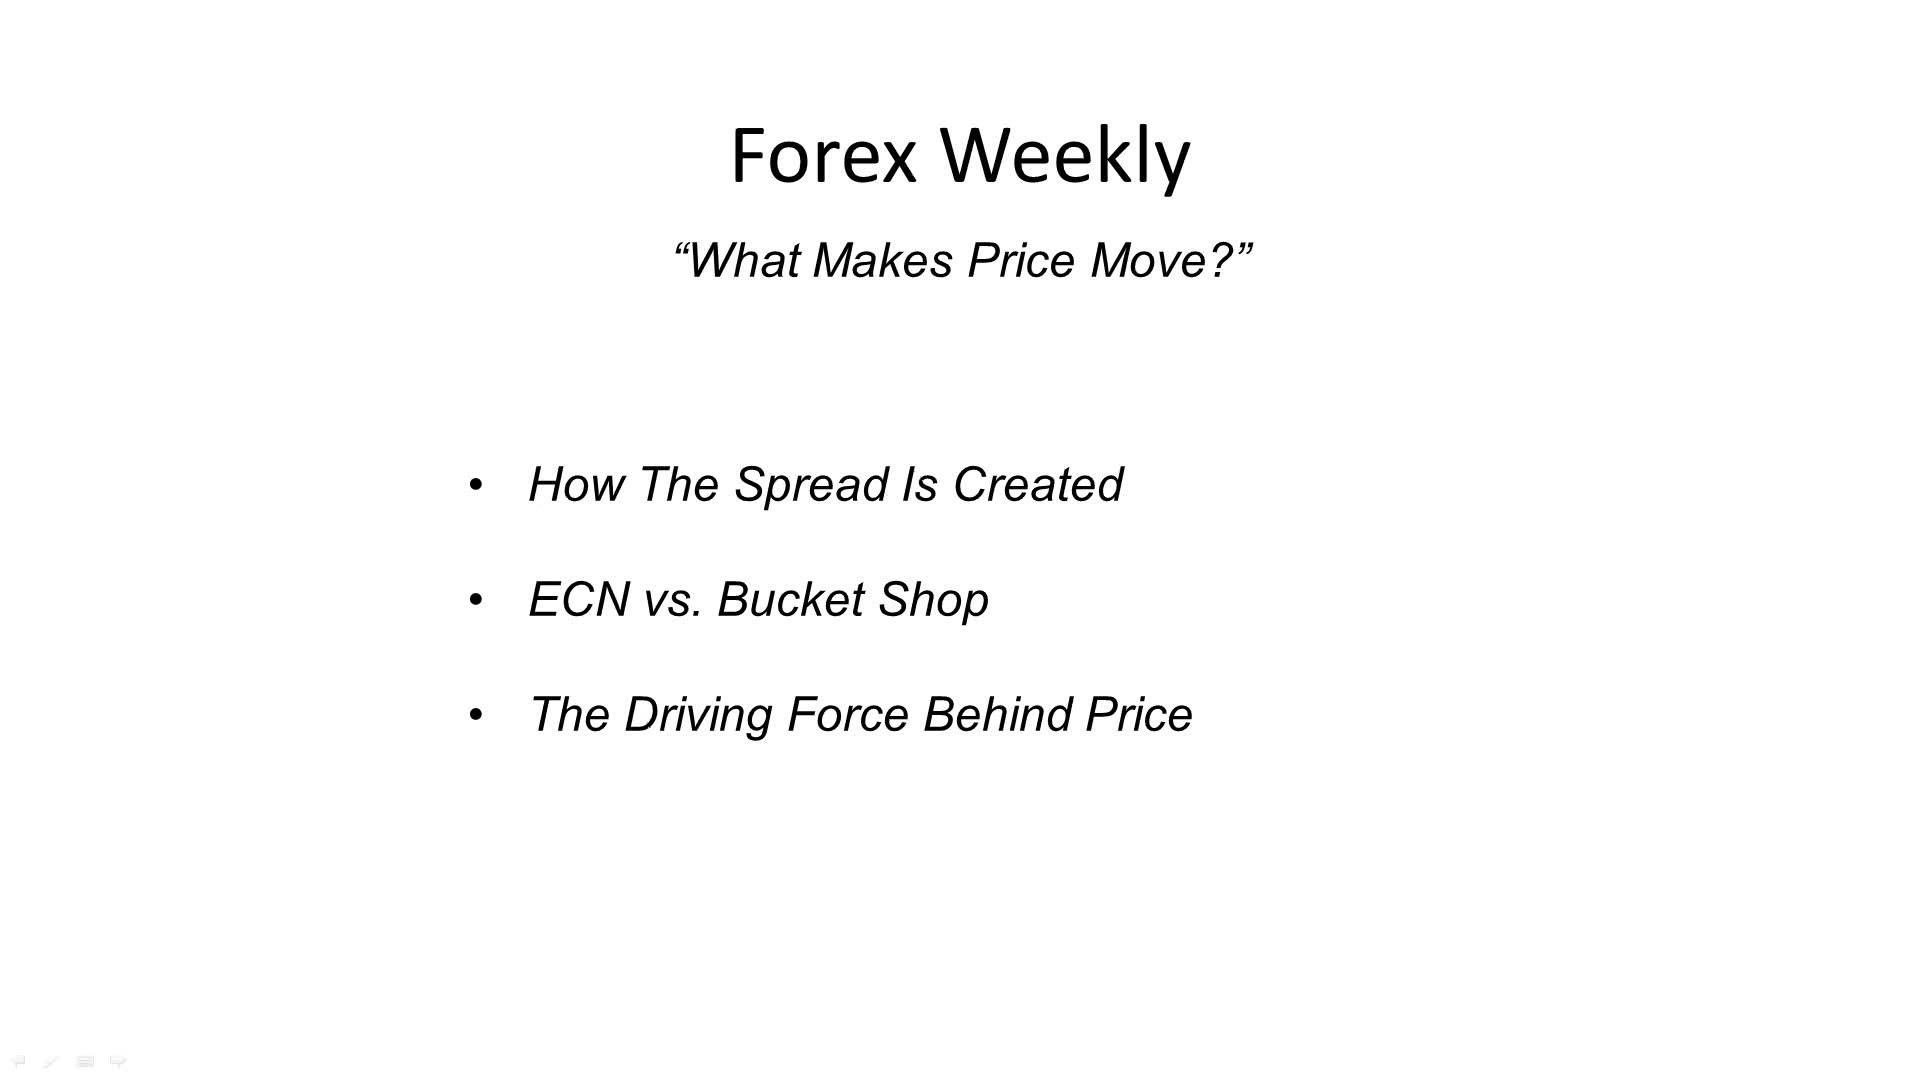 Forex Weekly
“What Makes Price Move?”
• How The Spread Is Created
• ECN vs. Bucket Shop
• The Driving Force Behind Price